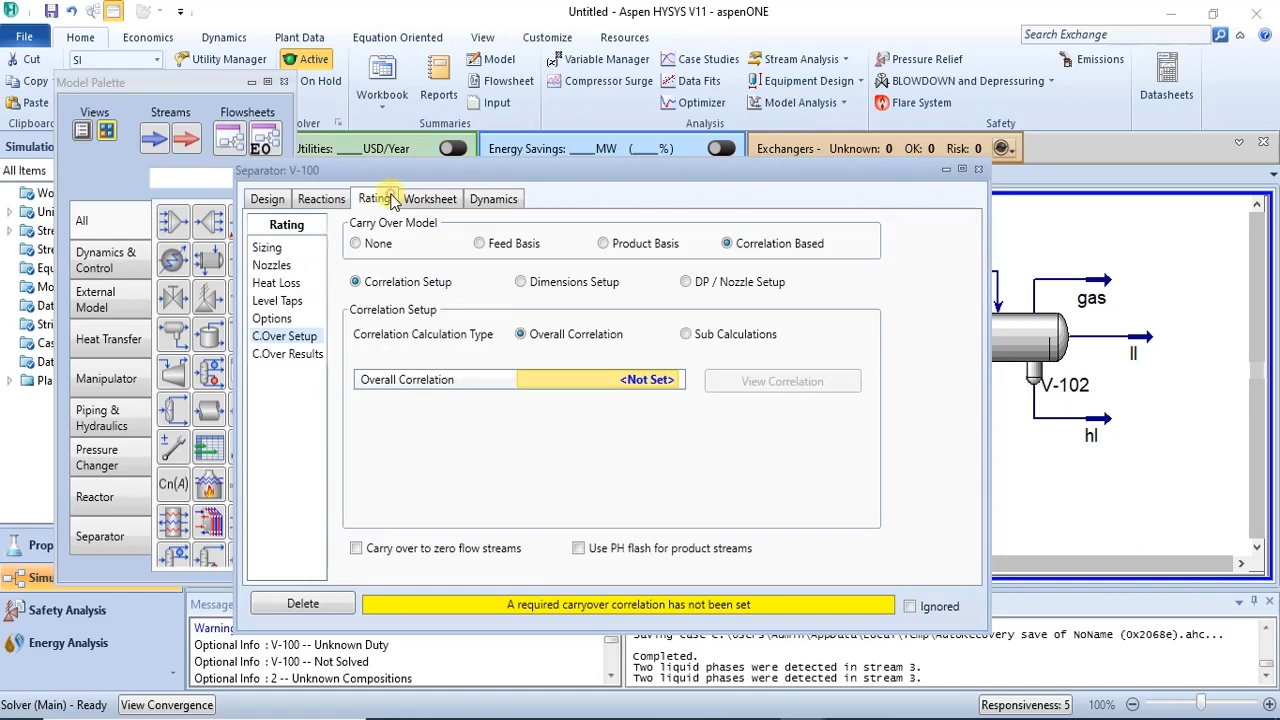 Untitled - Aspen HYSYS V11 - aspenONE
File
Home
Economics
Dynamics
Plant Data
Equation Oriented
View
Customize
Resources
Search Exchange
Cut
SI
Utility Manager
Active
Model
Variable Manager
Case Studies
Stream Analysis
Pressure Relief
Emissions
Copy
Model Palette
On Hold
Workbook
Reports
Flowsheet
Compressor Surge
Data Fits
Equipment Design
BLOWDOWN and Depressuring
Datasheets
Paste
Input
Optimizer
Model Analysis
Flare System
Clipboard
Views
Streams
Flowsheets
Summaries
Analysis
Safety
EO
Utilities: ____USD/Year
Energy Savings: ____MW (____%)
Exchangers - Unknown: 0 OK: 0 Risk: 0
All Items
All
Dynamics & Control
External Model
Heat Transfer
Manipulator
Piping & Hydraulics
Pressure Changer
Reactor
Separator
Cn(A)
Separator: V-100
Design
Reactions
Rating
Worksheet
Dynamics
Rating
Sizing
Nozzles
Heat Loss
Level Taps
Options
C.Over Setup
C.Over Results
Carry Over Model
None
Feed Basis
Product Basis
Correlation Based
Correlation Setup
Dimensions Setup
DP / Nozzle Setup
Correlation Setup
Correlation Calculation Type
Overall Correlation
Sub Calculations
Overall Correlation
<Not Set>
View Correlation
Carry over to zero flow streams
Use PH flash for product streams
Delete
A required carryover correlation has not been set
Ignored
gas
ll
V-102
hl
Safety Analysis
Energy Analysis
Optional Info : V-100 -- Unknown Duty
Optional Info : V-100 -- Not Solved
Optional Info : 2 -- Unknown Compositions
Completed.
Two liquid phases were detected in stream 3.
Two liquid phases were detected in stream 3.
Solver (Main) - Ready
View Convergence
Responsiveness: 5
100%